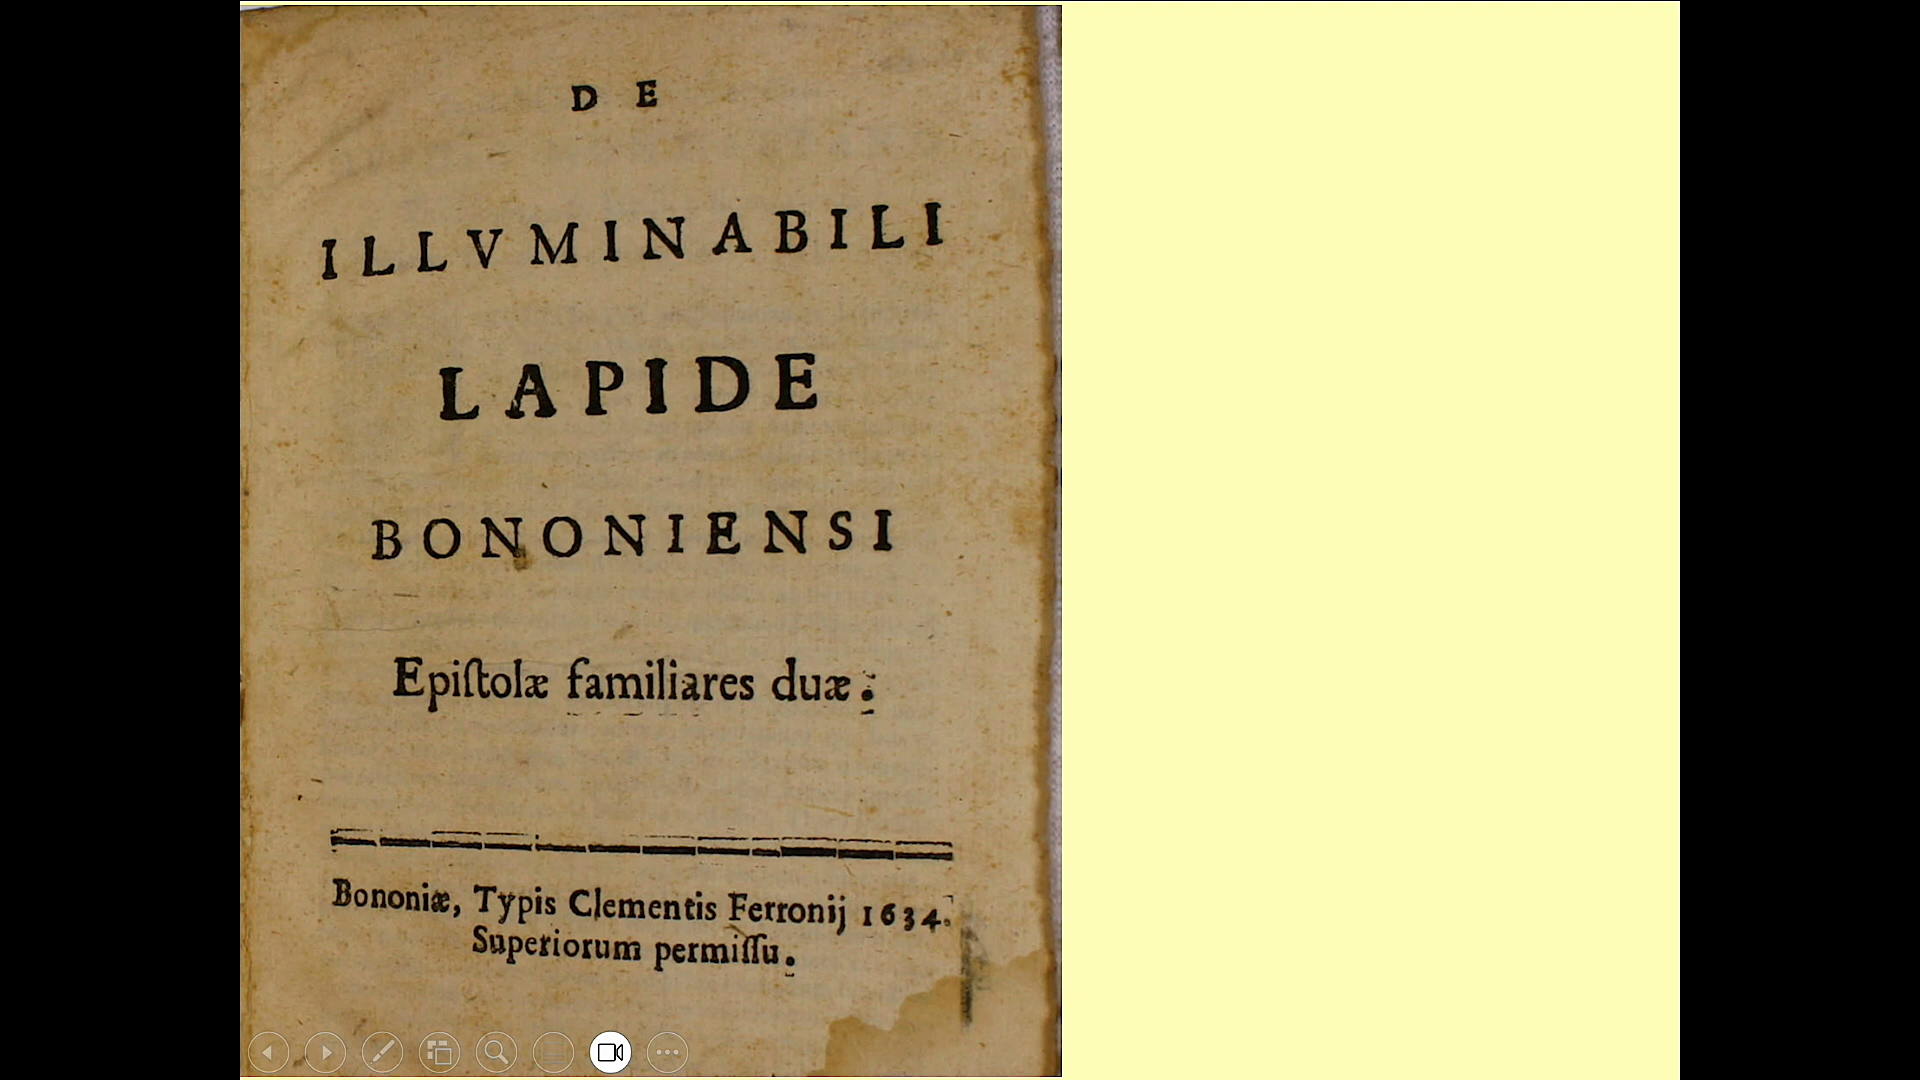 DE
ILLVMINABILI
LAPIDE
BONONIENSI
Epiſtolæ familiares duæ.
Bononiæ, Typis Clementis Ferronij 1634.
Superiorum permiſſu.